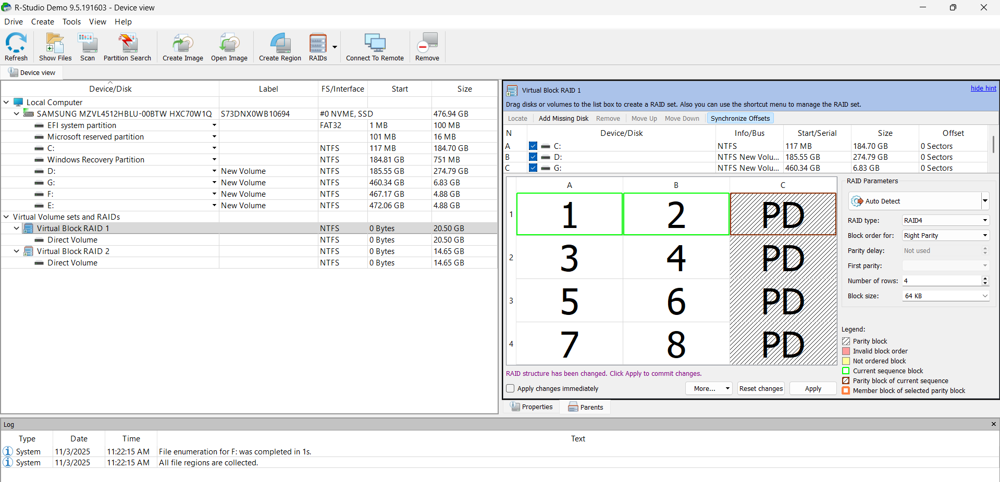 R-Studio Demo 9.5.191603 - Device view
Drive Create Tools View Help
Refresh Show Files Scan Partition Search Create Image Open Image Create Region RAIDs Connect To Remote Remove
Device view
Device/Disk Label FS/Interface Start Size
Local Computer
SAMSUNG MZVL4512HBLU-00BTW HXC70W1Q S73DNX0WB10694 #0 NVME, SSD 476.94 GB
EFI system partition FAT32 1 MB 100 MB
Microsoft reserved partition 101 MB 16 MB
C: NTFS 117 MB 184.70 GB
Windows Recovery Partition NTFS 184.81 GB 751 MB
D: New Volume NTFS 185.55 GB 274.79 GB
G: New Volume NTFS 460.34 GB 6.83 GB
F: New Volume NTFS 467.17 GB 4.88 GB
E: New Volume NTFS 472.06 GB 4.88 GB
Virtual Volume sets and RAIDs
Virtual Block RAID 1 NTFS 0 Bytes 20.50 GB
Direct Volume NTFS 0 Bytes 20.50 GB
Virtual Block RAID 2 NTFS 0 Bytes 14.65 GB
Direct Volume NTFS 0 Bytes 14.65 GB
Virtual Block RAID 1 hide hint
Drag disks or volumes to the list box to create a RAID set. Also you can use the shortcut menu to manage the RAID set.
Locate Add Missing Disk Remove Move Up Move Down Synchronize Offsets
N Device/Disk Info/Bus Start/Serial Size Offset
A C: NTFS 117 MB 184.70 GB 0 Sectors
B D: NTFS New Volu... 185.55 GB 274.79 GB 0 Sectors
C G: NTFS New Volu... 460.34 GB 6.83 GB 0 Sectors
A B C
1 1 2 PD
2 3 4 PD
3 5 6 PD
4 7 8 PD
RAID Parameters
Auto Detect
RAID type: RAID4
Block order for: Right Parity
Parity delay: Not used
First parity:
Number of rows: 4
Block size: 64 KB
Legend:
Parity block
Invalid block order
Not ordered block
Current sequence block
Parity block of current sequence
Member block of selected parity block
RAID structure has been changed. Click Apply to commit changes.
Apply changes immediately More... Reset changes Apply
Properties Parents
Log
Type Date Time Text
System 11/3/2025 11:22:15 AM File enumeration for F: was completed in 1s.
System 11/3/2025 11:22:15 AM All file regions are collected.